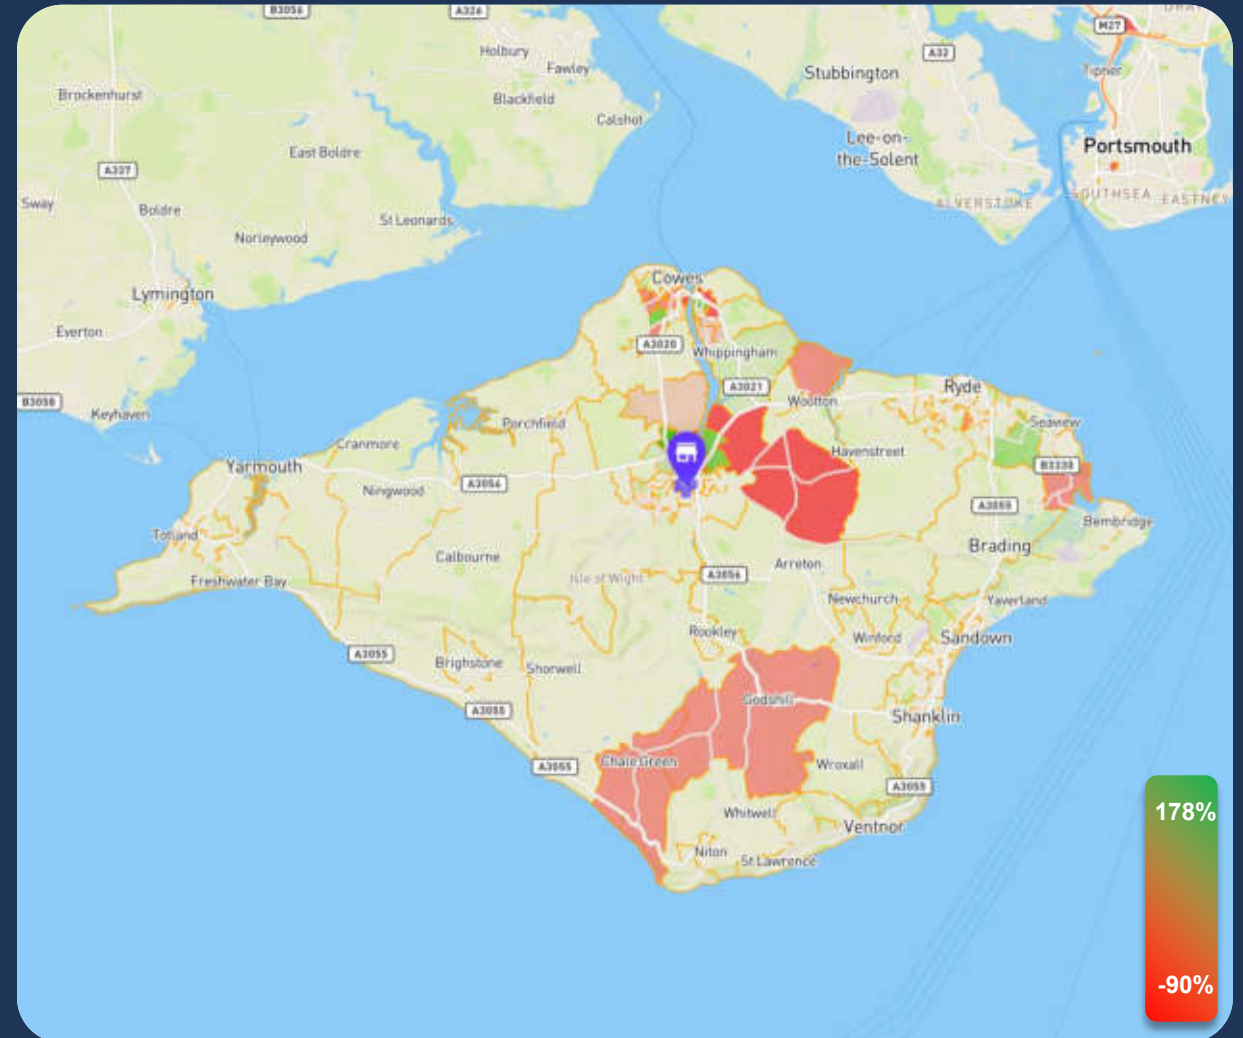 B3056
A326
DRAY
M27
Holbury
A32
Fawley
Stubbington
Tipner
Brockenhurst
Blackfield
Calshot
Lee-on-
the-Solent
Portsmouth
East Boldre
A337
SOUTHSEA
EASTNEY
Sway
Boldre
ALVERSTOKE
St Leonards
Norleywood
Cowes
Lymington
Everton
A3020
Whippingham
A3021
Ryde
B3058
Keyhaven
Wootton
Porchfield
Seaview
Cranmore
Havenstreet
Yarmouth
B3330
A3054
Ningwood
A3055
Bembridge
Totland
Brading
Calbourne
Arreton
Freshwater Bay
Isle of Wight
A3056
Newchurch
Yaverland
Rookley
Winford
Sandown
A3055
Brighstone
Shorwell
Godshill
A3055
Shanklin
Chale Green
A3055
Wroxall
A3055
178%
Whitwell
Ventnor
Niton
St Lawrence
-90%